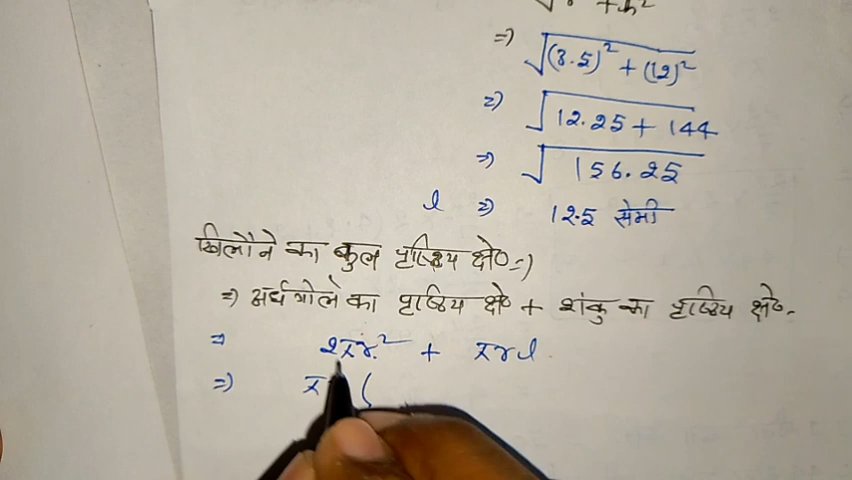 +h²
=) √(3.5)² + (12)²
=) √12.25 + 144
=) √156.25
l =) 12.5 सेमी
खिलौने का कुल पृष्ठिय क्षे० =)
=) अर्धगोले का पृष्ठिय क्षे० + शंकु का पृष्ठिय क्षे०.
=) 2πr² + πrl
=) π (